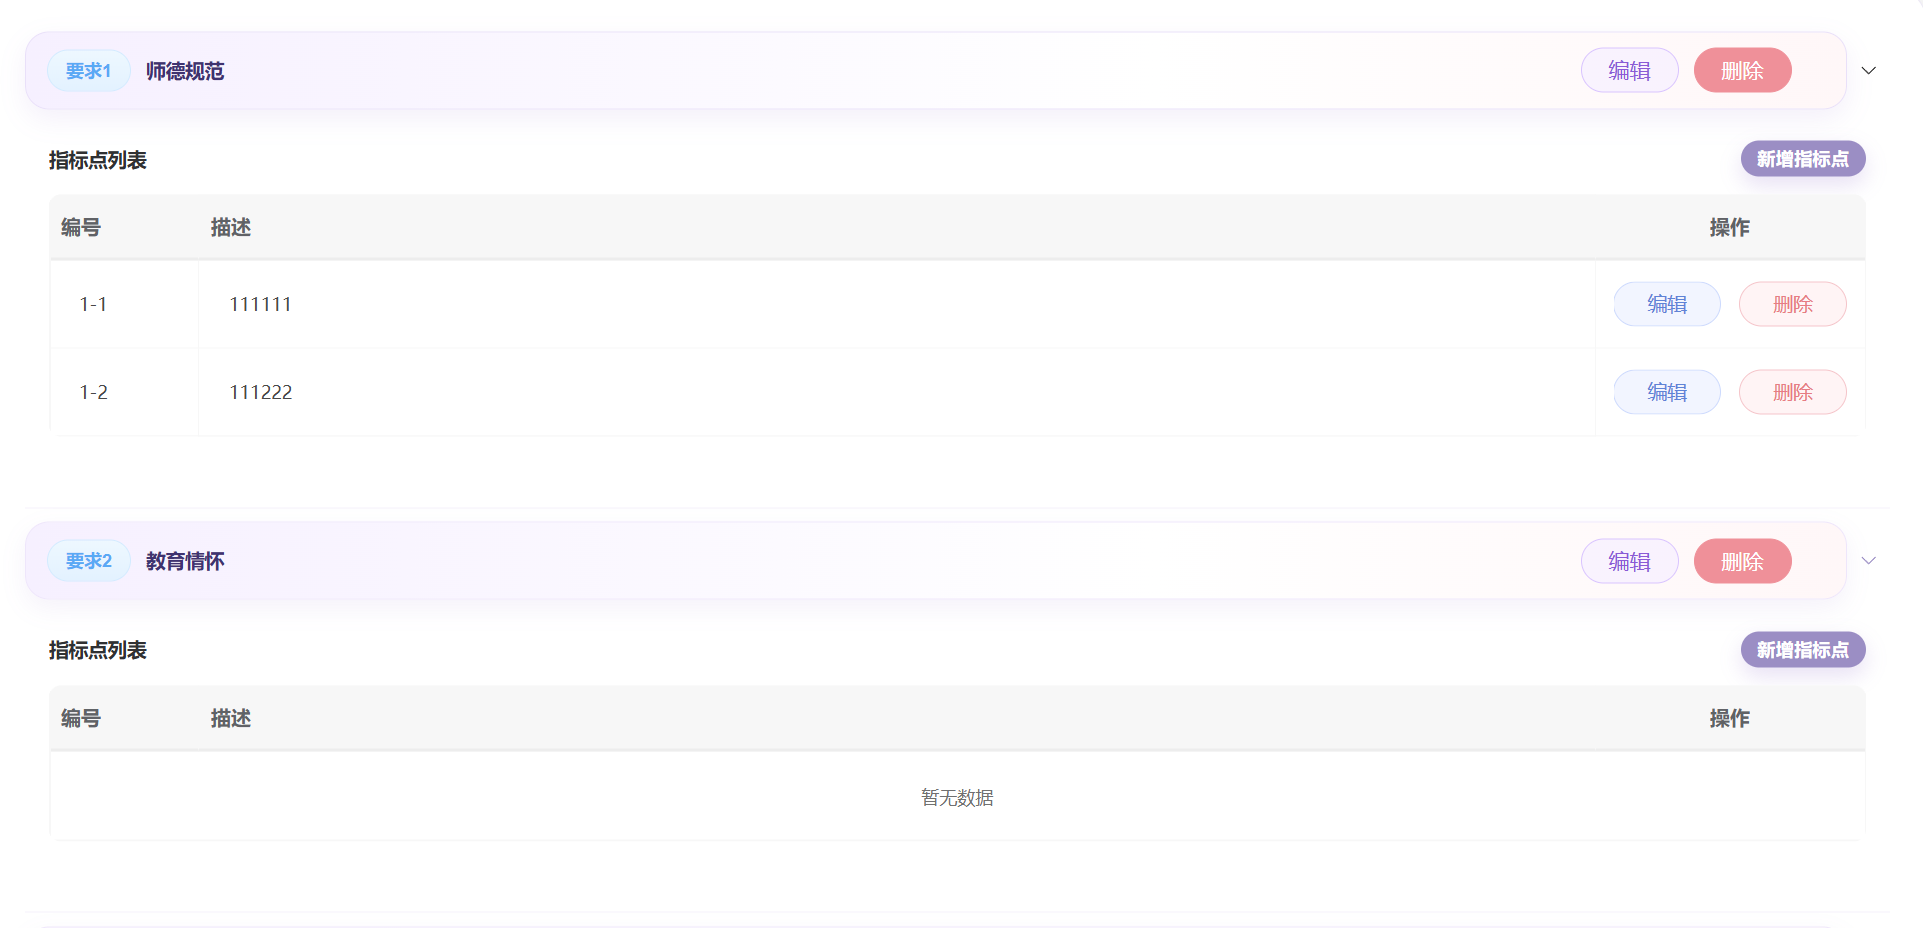 要求1 师德规范 编辑 删除
指标点列表 新增指标点
编号 描述 操作
1-1 111111 编辑 删除
1-2 111222 编辑 删除
要求2 教育情怀 编辑 删除
指标点列表 新增指标点
编号 描述 操作
暂无数据